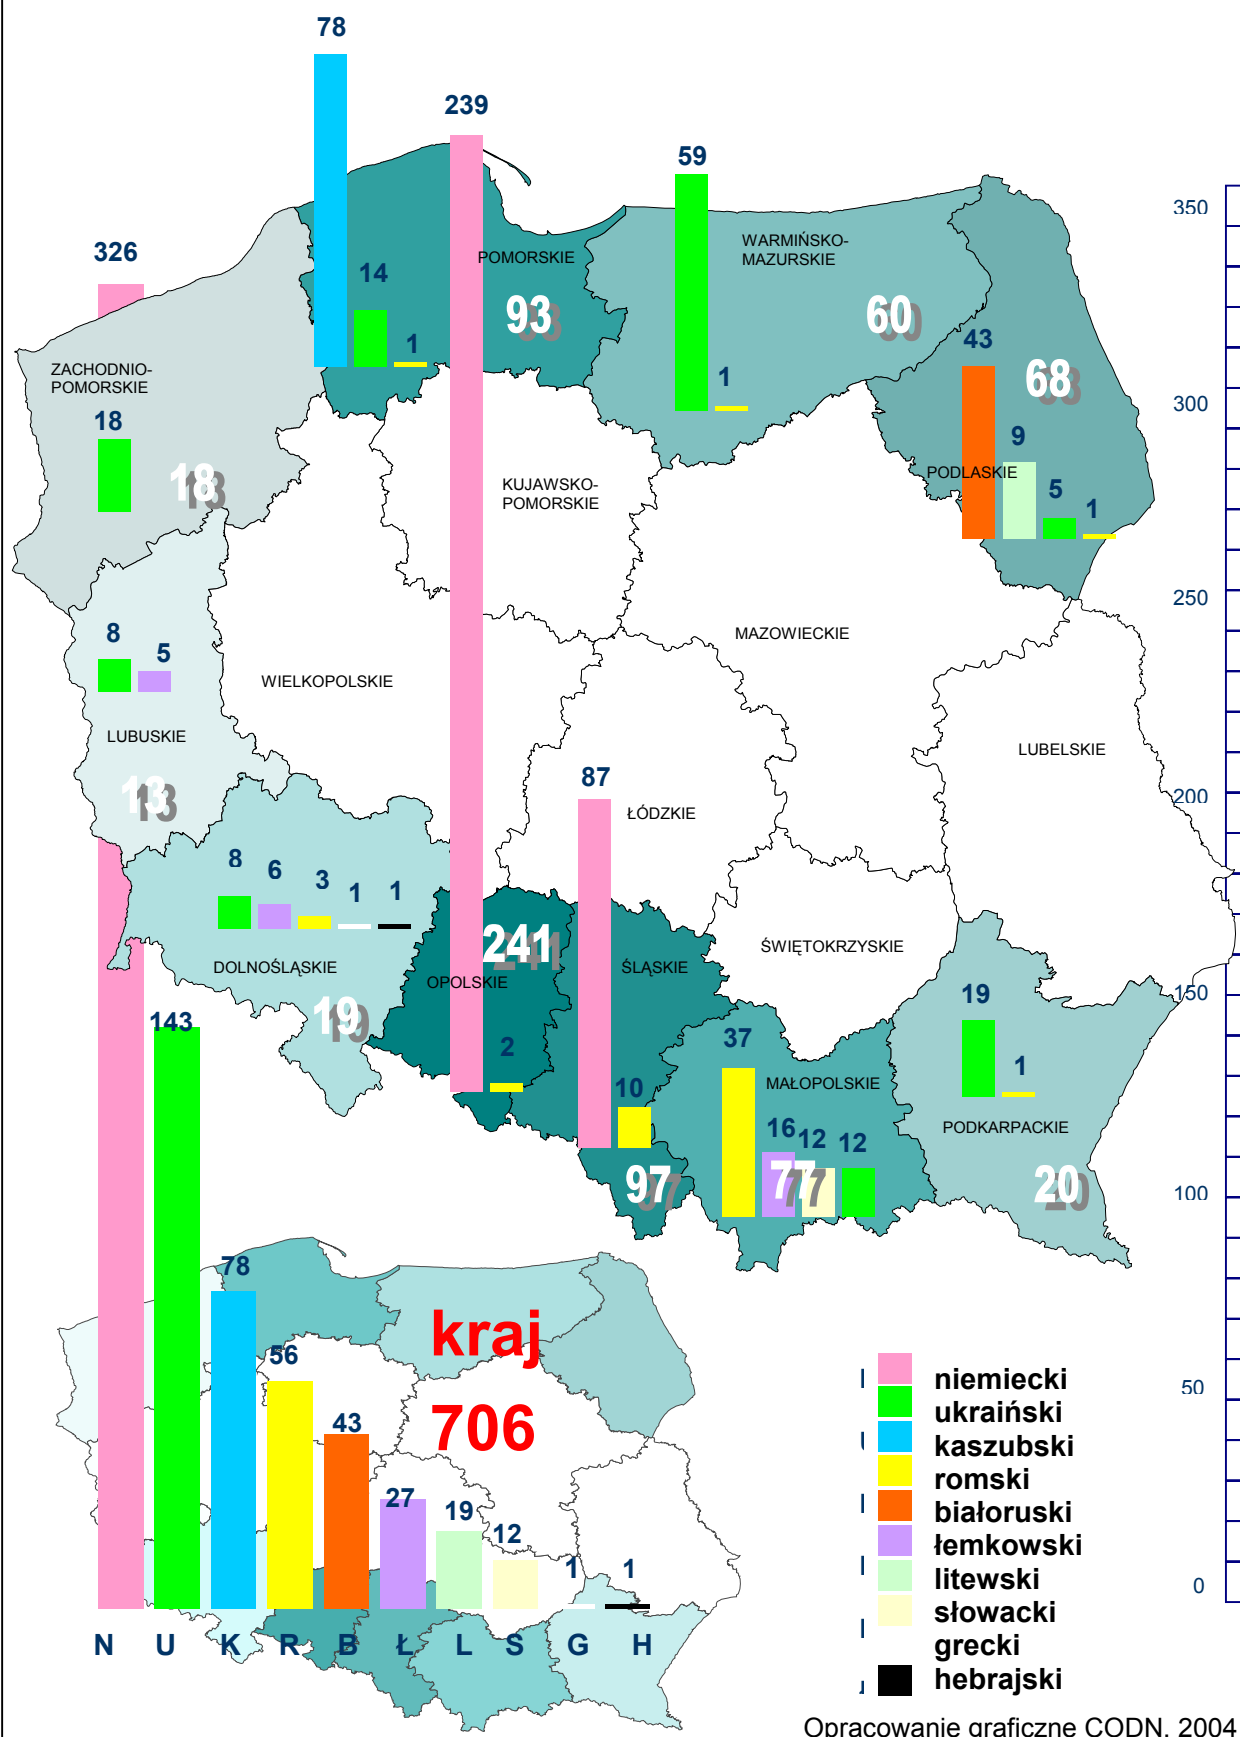 78
239
59
350
WARMIŃSKO-
MAZURSKIE
326
POMORSKIE
14
93
60
1
43
68
ZACHODNIO-
POMORSKIE
1
300
18
9
PODLASKIE
18
KUJAWSKO-
POMORSKIE
5
1
250
8
5
MAZOWIECKIE
WIELKOPOLSKIE
LUBUSKIE
LUBELSKIE
13
87
200
ŁÓDZKIE
8
6
3
1
1
241
ŚWIĘTOKRZYSKIE
DOLNOŚLĄSKIE
ŚLĄSKIE
OPOLSKIE
150
19
19
143
2
37
1
MAŁOPOLSKIE
10
PODKARPACKIE
16
12
12
97
77
20
100
78
kraj
56
706
43
27
19
12
1
1
N U K R B Ł L S G H
niemiecki
50
ukraiński
kaszubski
romski
białoruski
łemkowski
litewski
0
słowacki
grecki
hebrajski
Opracowanie graficzne CODN, 2004